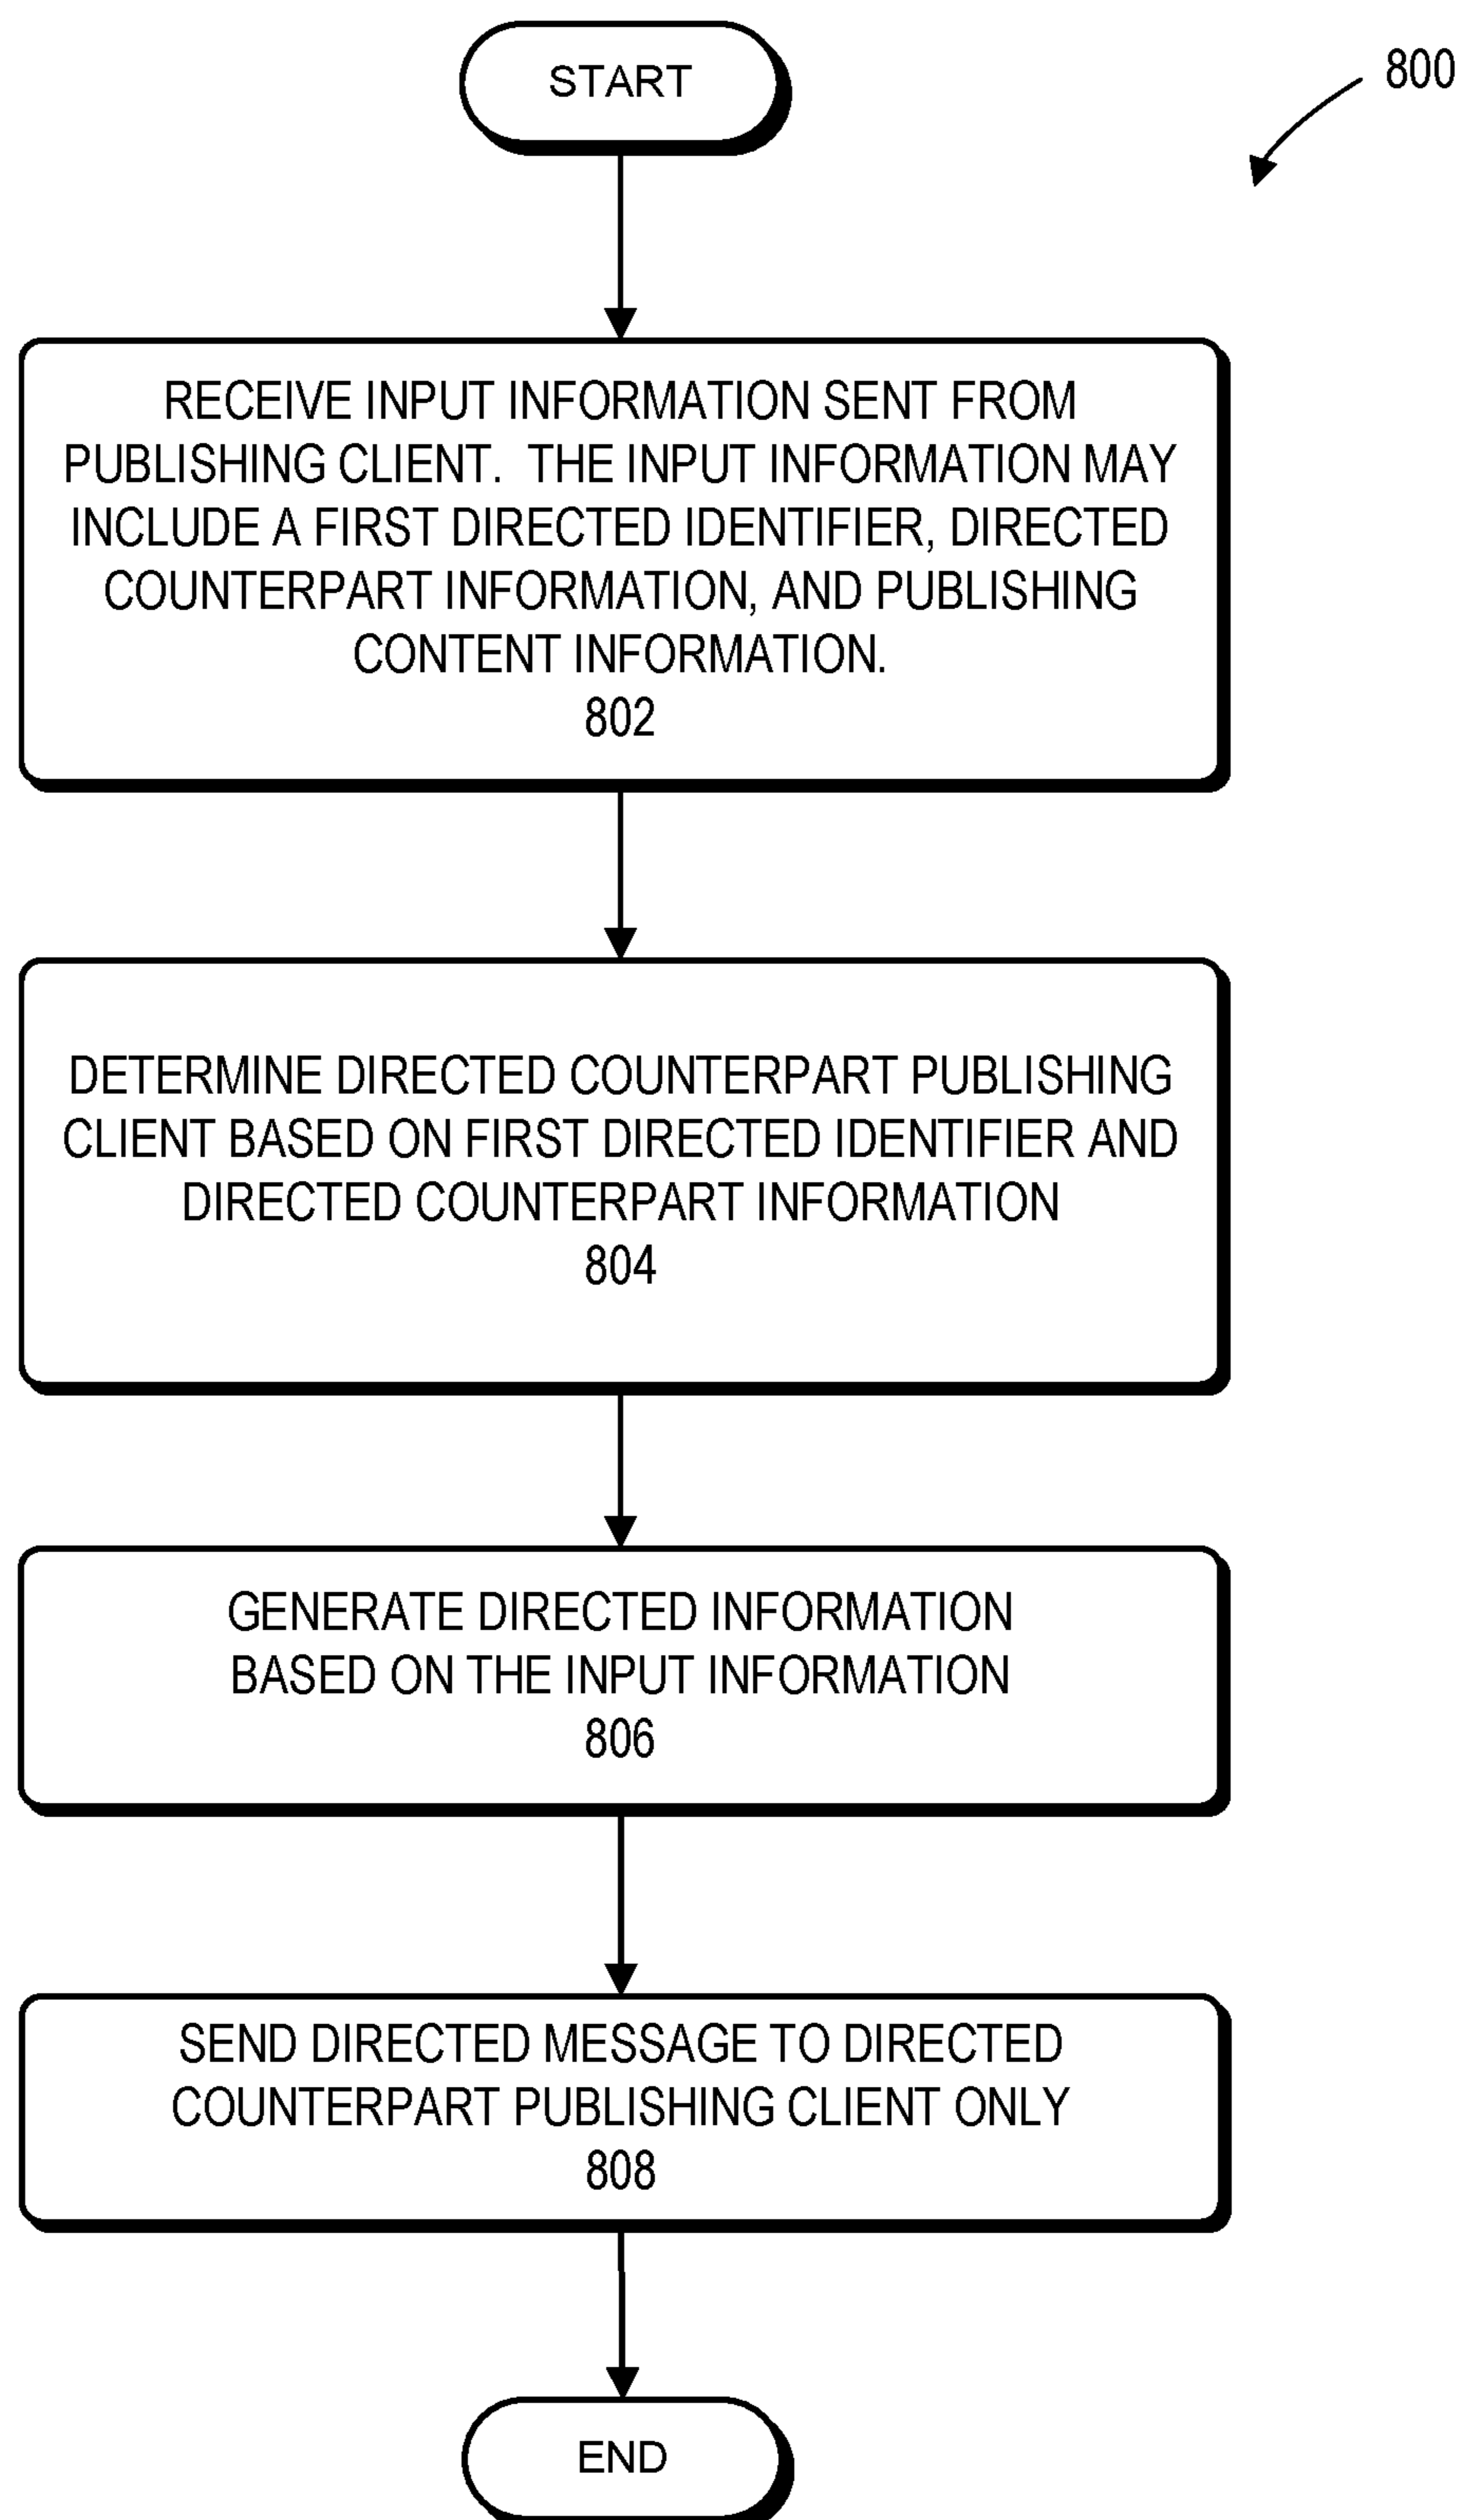 START
800
RECEIVE INPUT INFORMATION SENT FROM
PUBLISHING CLIENT. THE INPUT INFORMATION MAY
INCLUDE A FIRST DIRECTED IDENTIFIER, DIRECTED
COUNTERPART INFORMATION, AND PUBLISHING
CONTENT INFORMATION.
802
DETERMINE DIRECTED COUNTERPART PUBLISHING
CLIENT BASED ON FIRST DIRECTED IDENTIFIER AND
DIRECTED COUNTERPART INFORMATION
804
GENERATE DIRECTED INFORMATION
BASED ON THE INPUT INFORMATION
806
SEND DIRECTED MESSAGE TO DIRECTED
COUNTERPART PUBLISHING CLIENT ONLY
808
END